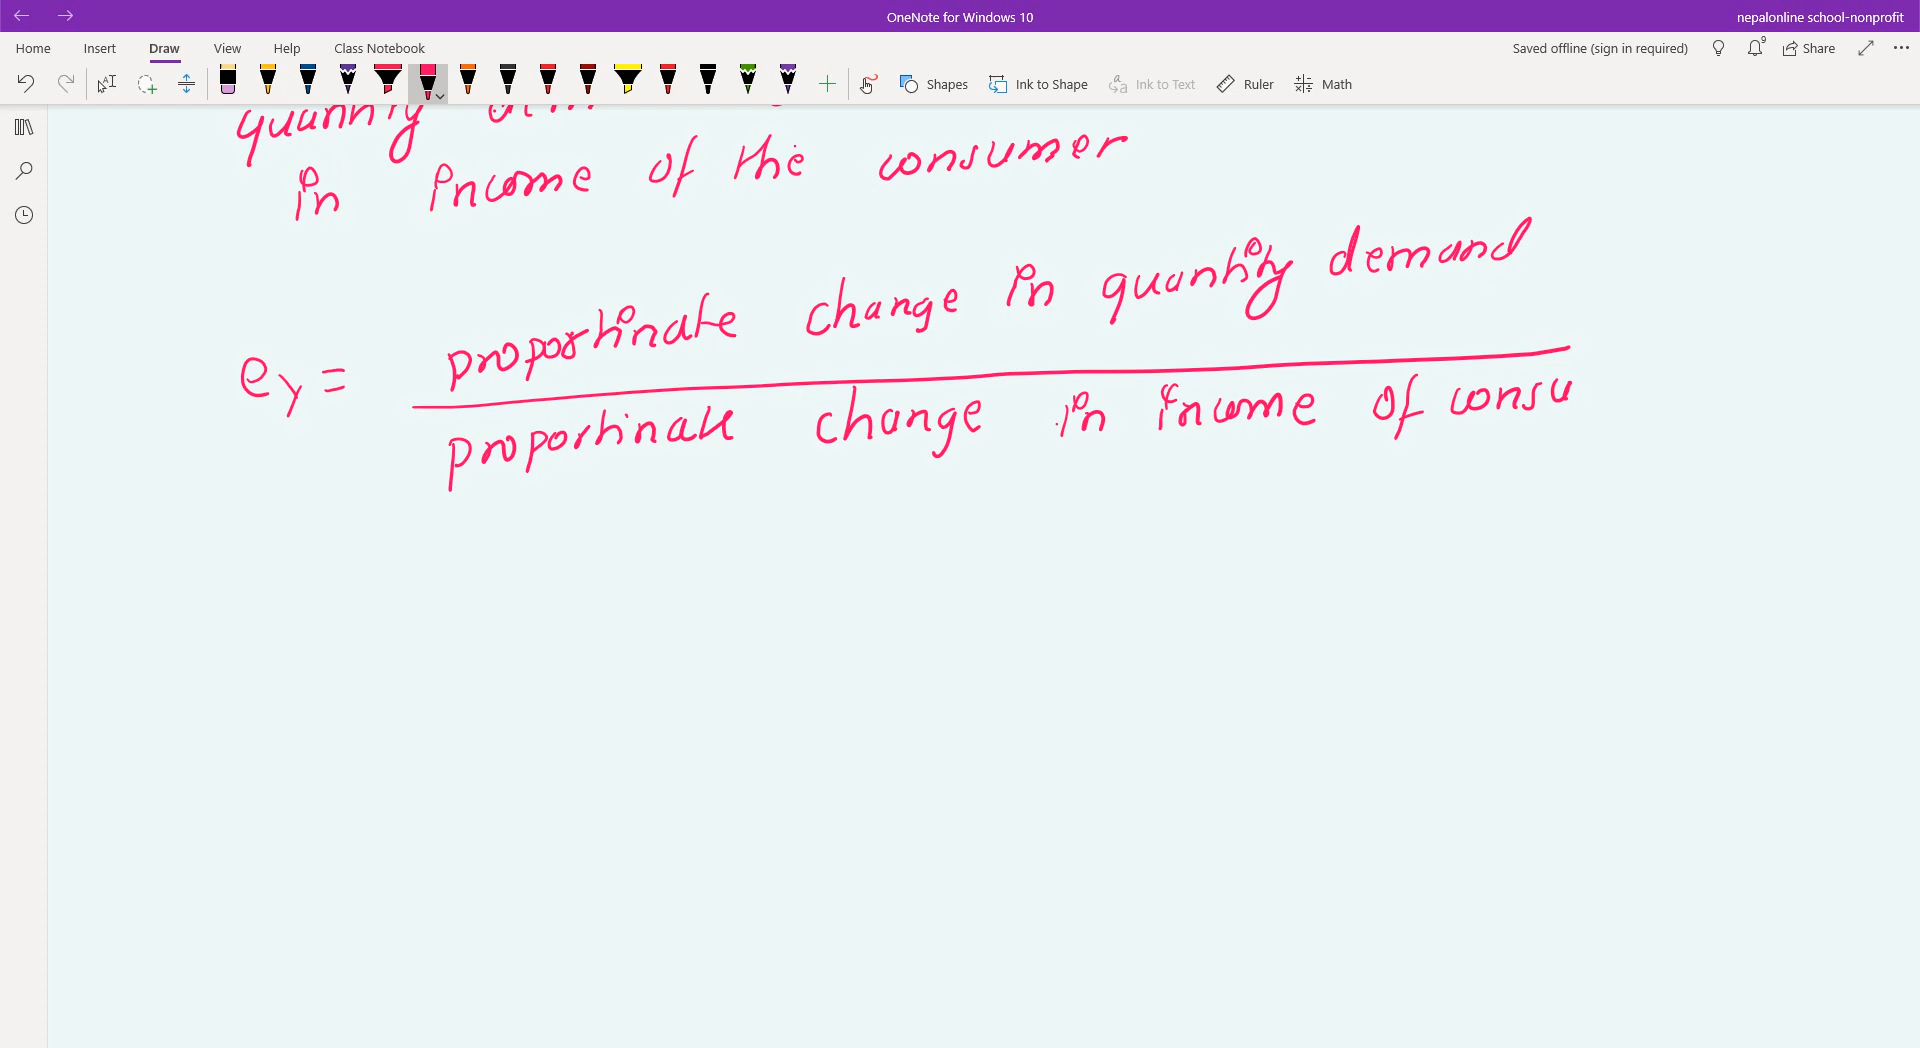 OneNote for Windows 10
nepalonline school-nonprofit
Home Insert Draw View Help Class Notebook
Saved offline (sign in required) 9 Share
Shapes Ink to Shape Ink to Text Ruler Math
quantity
in income of the consumer
proportinate change in quantity demand
eY =
proportinate change in income of consu